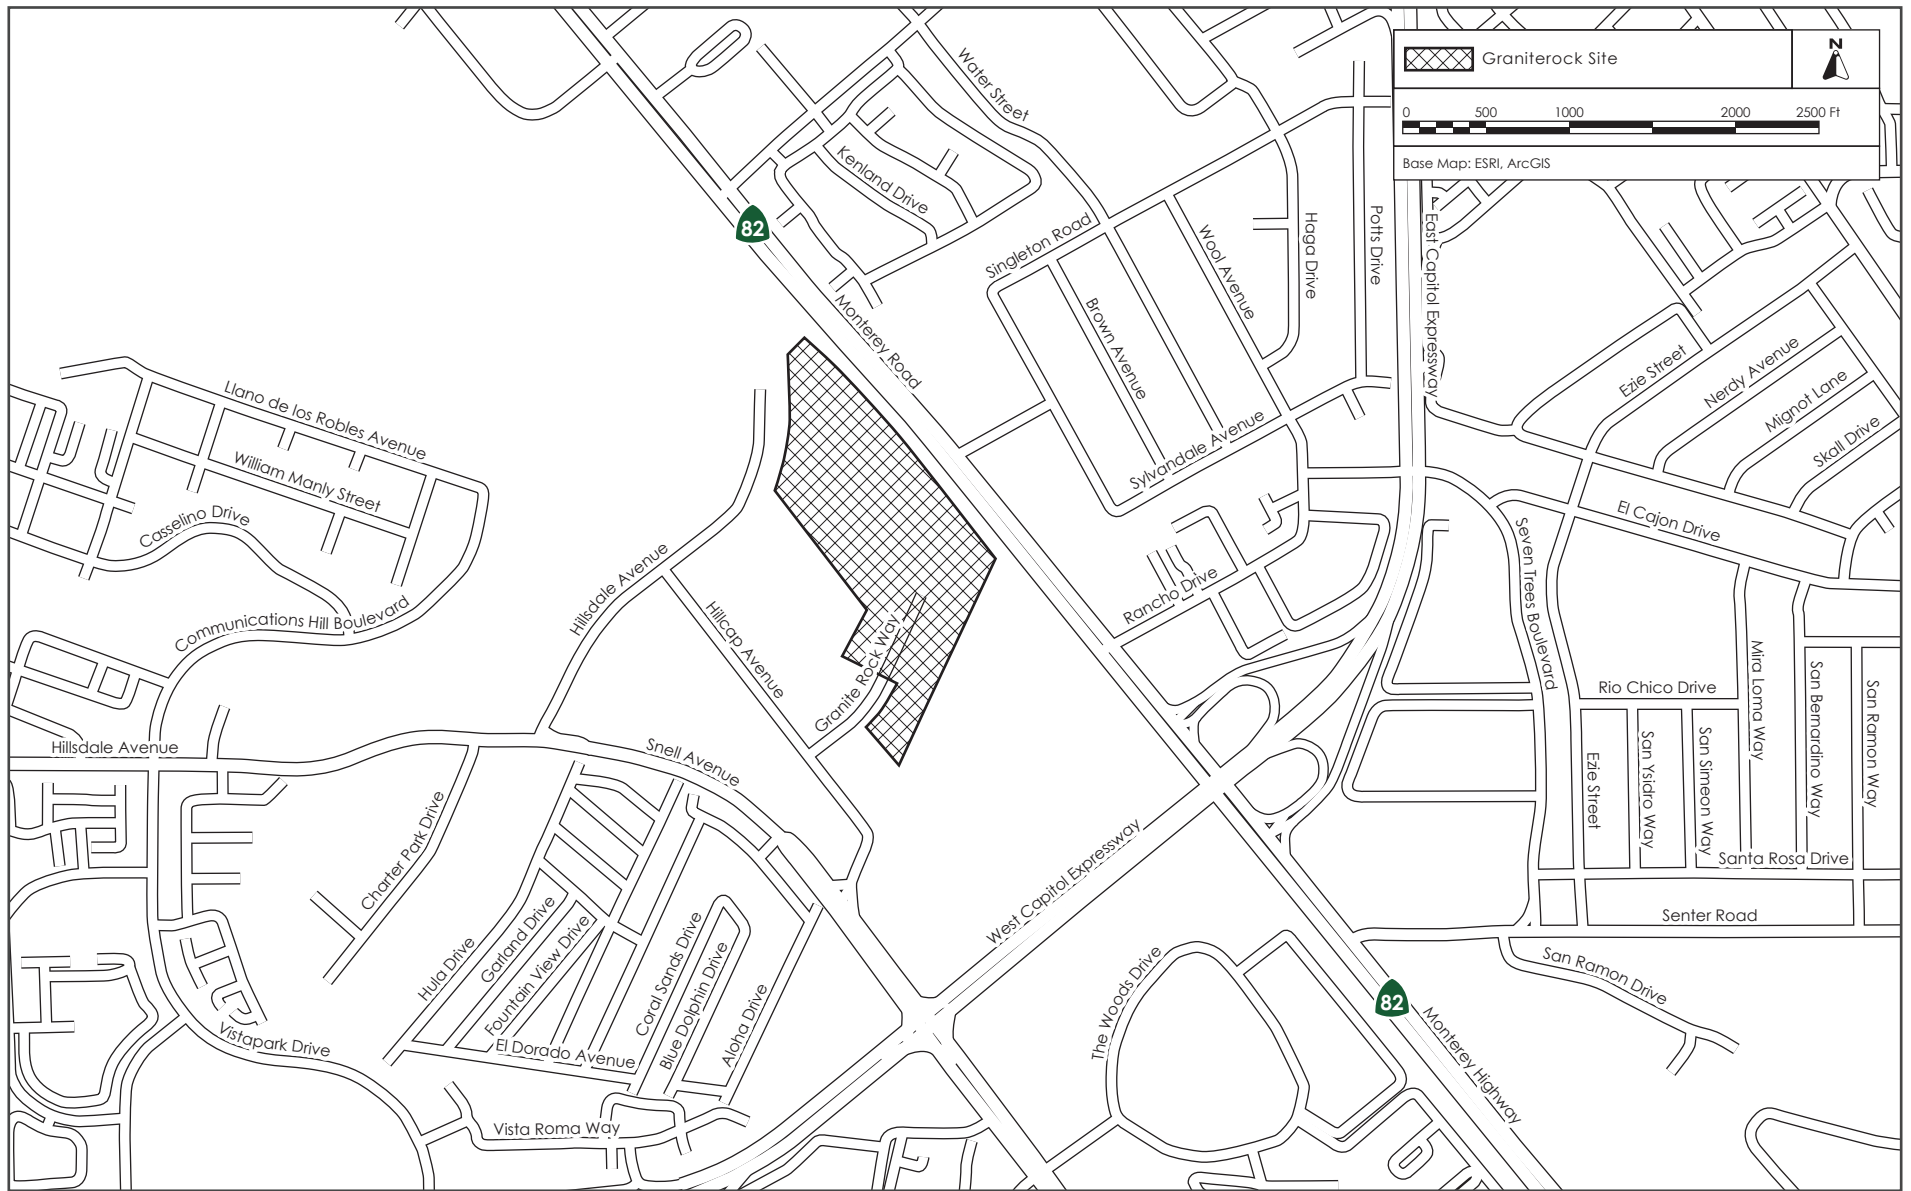 Graniterock Site
N
0 500 1000 2000 2500 Ft
Base Map: ESRI, ArcGIS
Water Street
Kenland Drive
82
Singleton Road
Wool Avenue
Haga Drive
Potts Drive
East Capitol Expressway
Monterey Road
Brown Avenue
Sylvandale Avenue
Ezie Street
Nerdy Avenue
Mignot Lane
Skall Drive
El Cajon Drive
Llano de los Robles Avenue
William Manly Street
Casselino Drive
Communications Hill Boulevard
Hillsdale Avenue
Hillcap Avenue
Granite Rock Way
Rancho Drive
Seven Trees Boulevard
Rio Chico Drive
Mira Loma Way
San Bernardino Way
San Ramon Way
Ezie Street
San Ysidro Way
San Simeon Way
Santa Rosa Drive
Senter Road
San Ramon Drive
Hillsdale Avenue
Snell Avenue
Charter Park Drive
Hula Drive
Garland Drive
Fountain View Drive
Coral Sands Drive
Blue Dolphin Drive
Aloha Drive
El Dorado Avenue
Vistapark Drive
Vista Roma Way
West Capitol Expressway
The Woods Drive
82
Monterey Highway